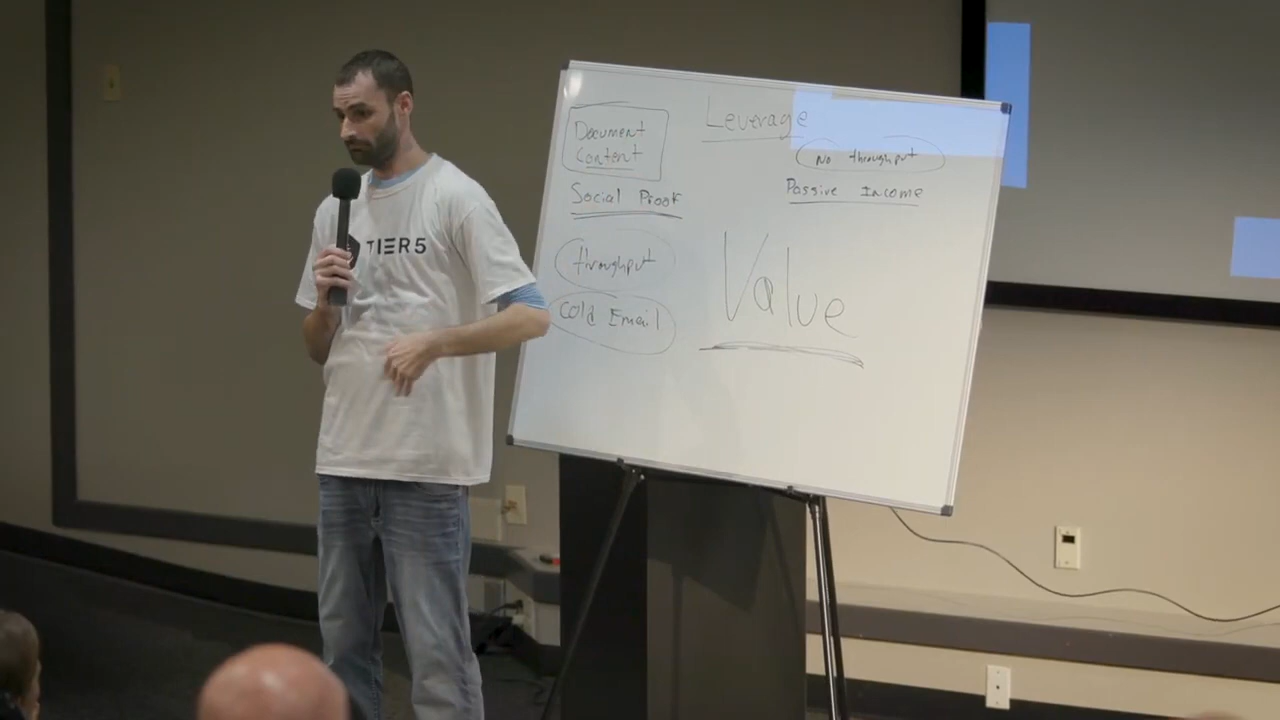 TIER5
Document
Content
Social Proof
throughput
Cold Email
Leverage
No throughput
Passive Income
Value